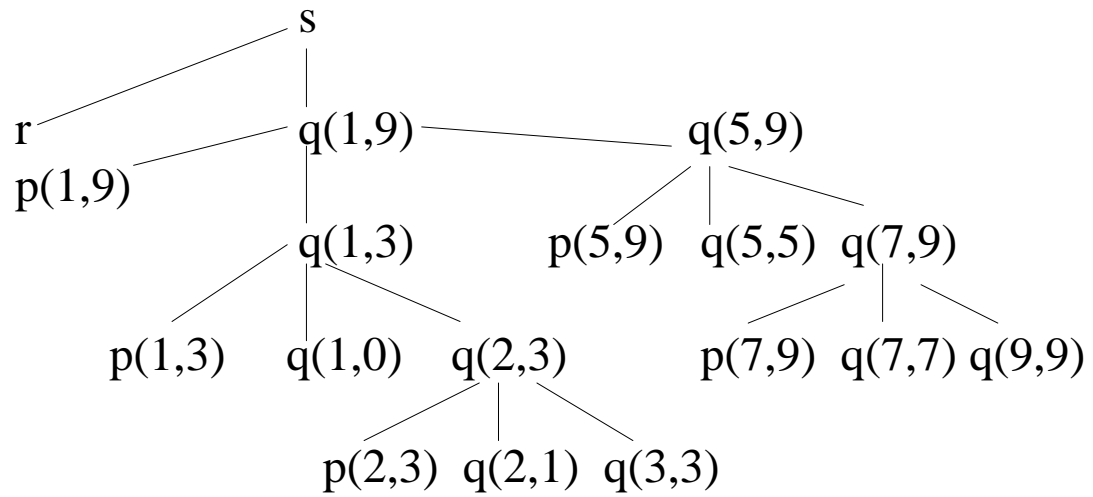 s
r q(1,9) q(5,9)
p(1,9)
q(1,3) p(5,9) q(5,5) q(7,9)
p(1,3) q(1,0) q(2,3) p(7,9) q(7,7) q(9,9)
p(2,3) q(2,1) q(3,3)